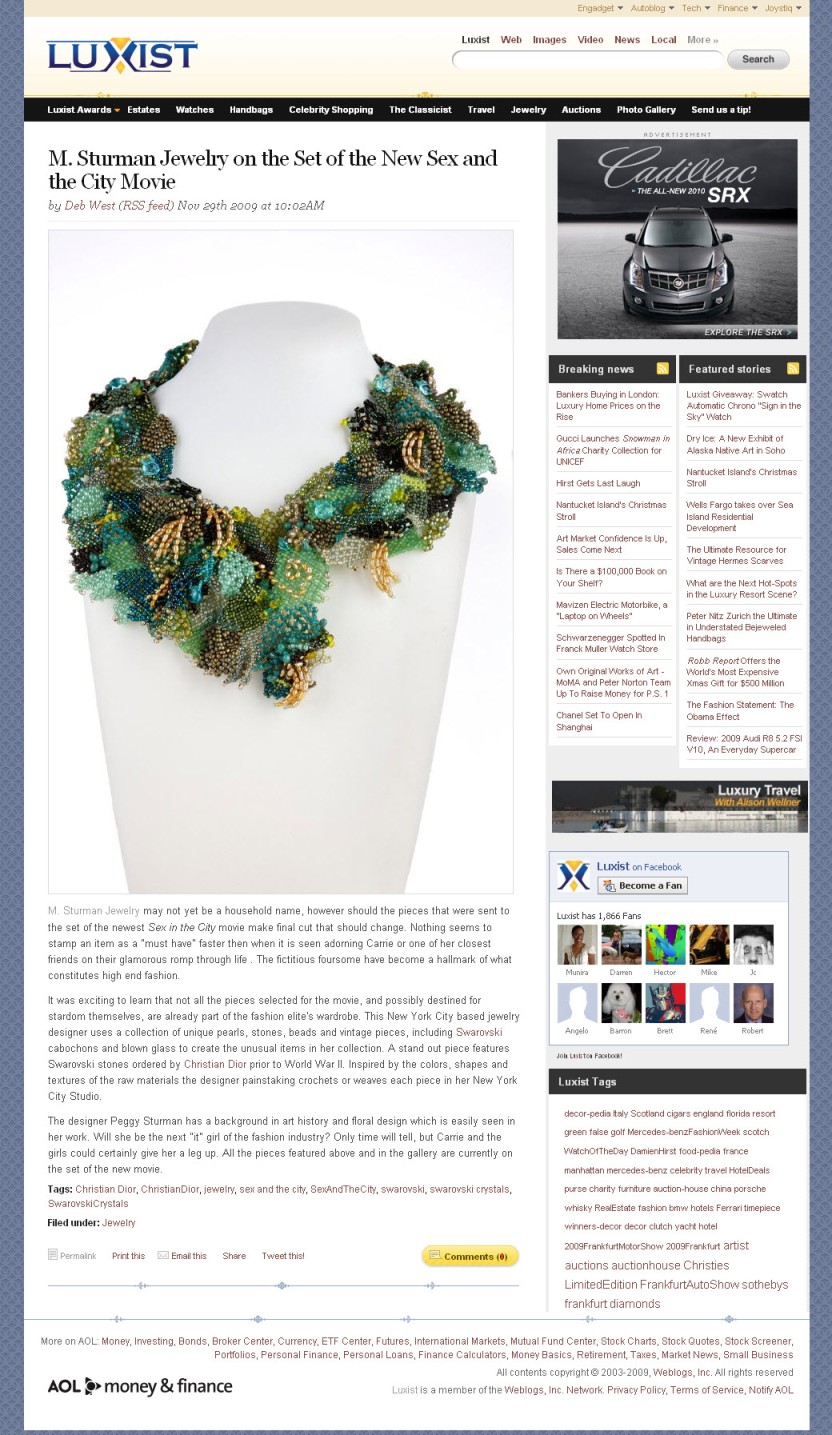 Engadget Autoblog Tech Finance Joystiq
LUXIST
Luxist Web Images Video News Local More »
Search
Luxist Awards Estates Watches Handbags Celebrity Shopping The Classicist Travel Jewelry Auctions Photo Gallery Send us a tip!
M. Sturman Jewelry on the Set of the New Sex and
the City Movie
by Deb West (RSS feed) Nov 29th 2009 at 10:02AM
M. Sturman Jewelry may not yet be a household name, however should the pieces that were sent to
the set of the newest Sex in the City movie make final cut that should change. Nothing seems to
stamp an item as a "must have" faster then when it is seen adorning Carrie or one of her closest
friends on their glamorous romp through life . The fictitious foursome have become a hallmark of what
constitutes high end fashion.
It was exciting to learn that not all the pieces selected for the movie, and possibly destined for
stardom themselves, are already part of the fashion elite's wardrobe. This New York City based jewelry
designer uses a collection of unique pearls, stones, beads and vintage pieces, including Swarovski
cabochons and blown glass to create the unusual items in her collection. A stand out piece features
Swarovski stones ordered by Christian Dior prior to World War II. Inspired by the colors, shapes and
textures of the raw materials the designer painstaking crochets or weaves each piece in her New York
City Studio.
The designer Peggy Sturman has a background in art history and floral design which is easily seen in
her work. Will she be the next "it" girl of the fashion industry? Only time will tell, but Carrie and the
girls could certainly give her a leg up. All the pieces featured above and in the gallery are currently on
the set of the new movie.
Tags: Christian Dior, ChristianDior, jewelry, sex and the city, SexAndTheCity, swarovski, swarovski crystals,
SwarovskiCrystals
Filed under: Jewelry
Permalink Print this Email this Share Tweet this!
Comments (0)
ADVERTISEMENT
Cadillac
THE ALL-NEW 2010 SRX
EXPLORE THE SRX >
Breaking news
Bankers Buying in London:
Luxury Home Prices on the
Rise
Gucci Launches Snowman in
Africa Charity Collection for
UNICEF
Hirst Gets Last Laugh
Nantucket Island's Christmas
Stroll
Art Market Confidence Is Up,
Sales Come Next
Is There a $100,000 Book on
Your Shelf?
Mavizen Electric Motorbike, a
"Laptop on Wheels"
Schwarzenegger Spotted In
Franck Muller Watch Store
Own Original Works of Art -
MoMA and Peter Norton Team
Up To Raise Money for P.S. 1
Chanel Set To Open In
Shanghai
Featured stories
Luxist Giveaway: Swatch
Automatic Chrono "Sign in the
Sky" Watch
Dry Ice: A New Exhibit of
Alaska Native Art in Soho
Nantucket Island's Christmas
Stroll
Wells Fargo takes over Sea
Island Residential
Development
The Ultimate Resource for
Vintage Hermes Scarves
What are the Next Hot-Spots
in the Luxury Resort Scene?
Peter Nitz Zurich the Ultimate
in Understated Bejeweled
Handbags
Robb Report Offers the
World's Most Expensive
Xmas Gift for $500 Million
The Fashion Statement: The
Obama Effect
Review: 2009 Audi R8 5.2 FSI
V10, An Everyday Supercar
Luxury Travel
With Alison Wellner
Luxist on Facebook
Become a Fan
Luxist has 1,866 Fans
Munira Darren Hector Mike Jc
Angelo Barron Brett René Robert
Join Luxist on Facebook!
Luxist Tags
decor-pedia Italy Scotland cigars england florida resort
green false golf Mercedes-benzFashionWeek scotch
WatchOfTheDay DamienHirst food-pedia france
manhattan mercedes-benz celebrity travel HotelDeals
purse charity furniture auction-house china porsche
whisky RealEstate fashion bmw hotels Ferrari timepiece
winners-decor decor clutch yacht hotel
2009FrankfurtMotorShow 2009Frankfurt artist
auctions auctionhouse Christies
LimitedEdition FrankfurtAutoShow sothebys
frankfurt diamonds
More on AOL: Money, Investing, Bonds, Broker Center, Currency, ETF Center, Futures, International Markets, Mutual Fund Center, Stock Charts, Stock Quotes, Stock Screener,
Portfolios, Personal Finance, Personal Loans, Finance Calculators, Money Basics, Retirement, Taxes, Market News, Small Business
All contents copyright © 2003-2009, Weblogs, Inc. All rights reserved
AOL money & finance
Luxist is a member of the Weblogs, Inc. Network. Privacy Policy, Terms of Service, Notify AOL